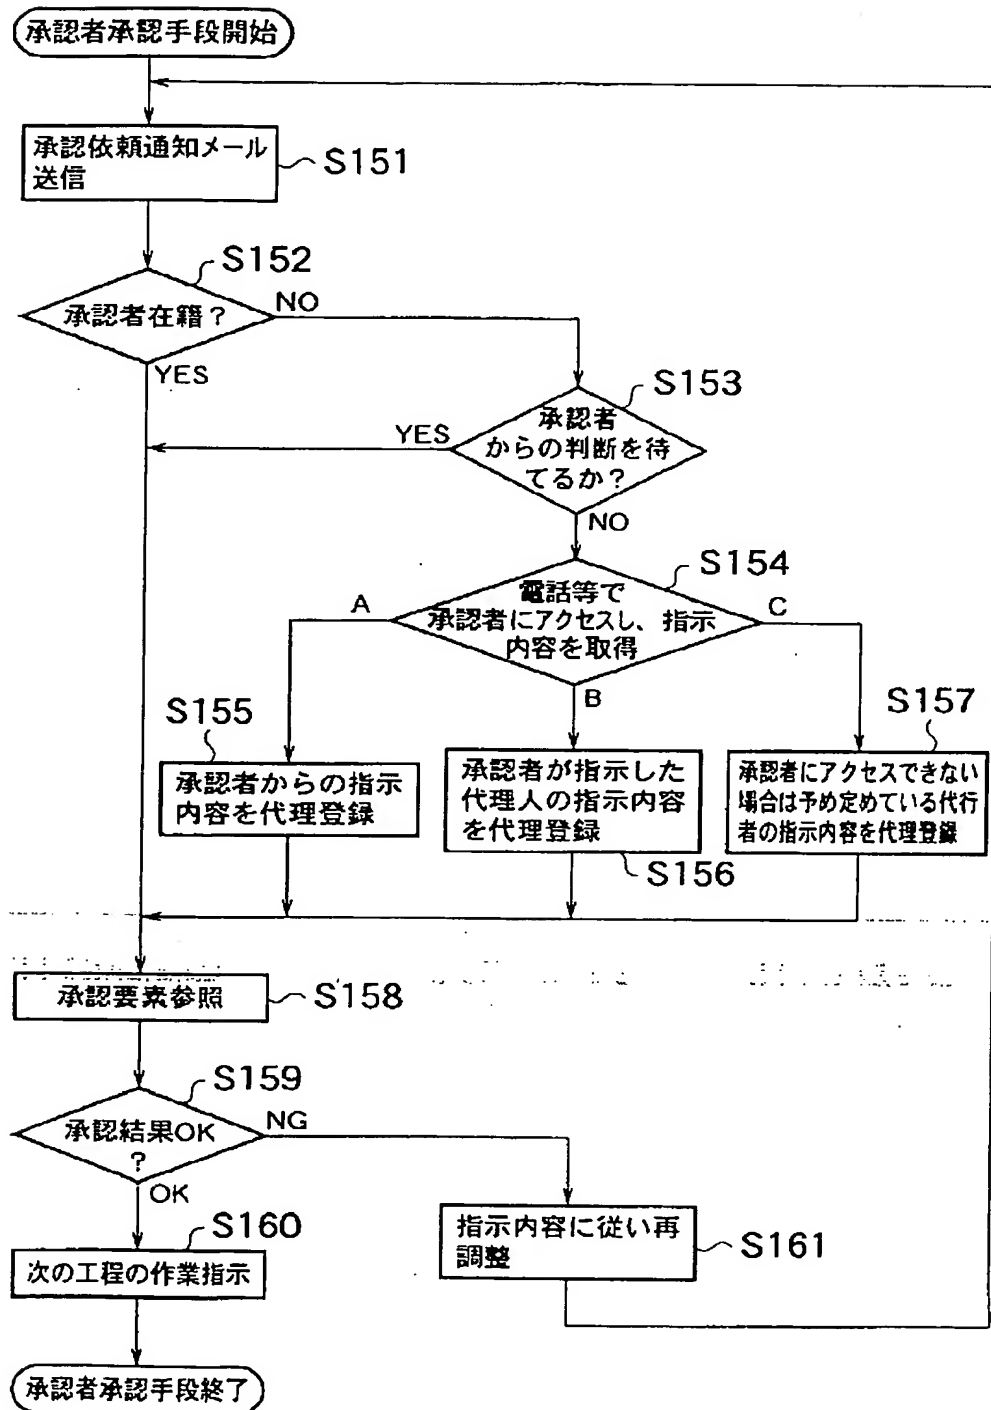 承認者承認手段開始
承認依頼通知メール
送信
S151
S152
承認者在籍？
NO
YES
S153
承認者
からの判断を待
てるか？
YES
NO
S154
電話等で
承認者にアクセスし、指示
内容を取得
A
B
C
S155
承認者からの指示
内容を代理登録
承認者が指示した
代理人の指示内容
を代理登録
S156
S157
承認者にアクセスできない
場合は予め定めている代行
者の指示内容を代理登録
承認要素参照
S158
S159
承認結果OK
？
NG
OK
S160
次の工程の作業指示
指示内容に従い再
調整
S161
承認者承認手段終了